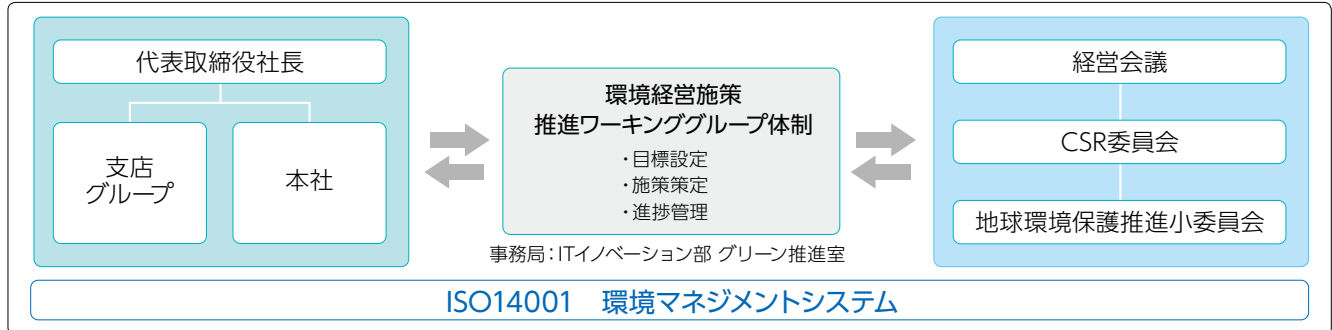 代表取締役社長
支店
グループ
本社
環境経営施策
推進ワーキンググループ体制
・目標設定
・施策策定
・進捗管理
事務局：ITイノベーション部 グリーン推進室
経営会議
CSR委員会
地球環境保護推進小委員会
ISO14001　環境マネジメントシステム